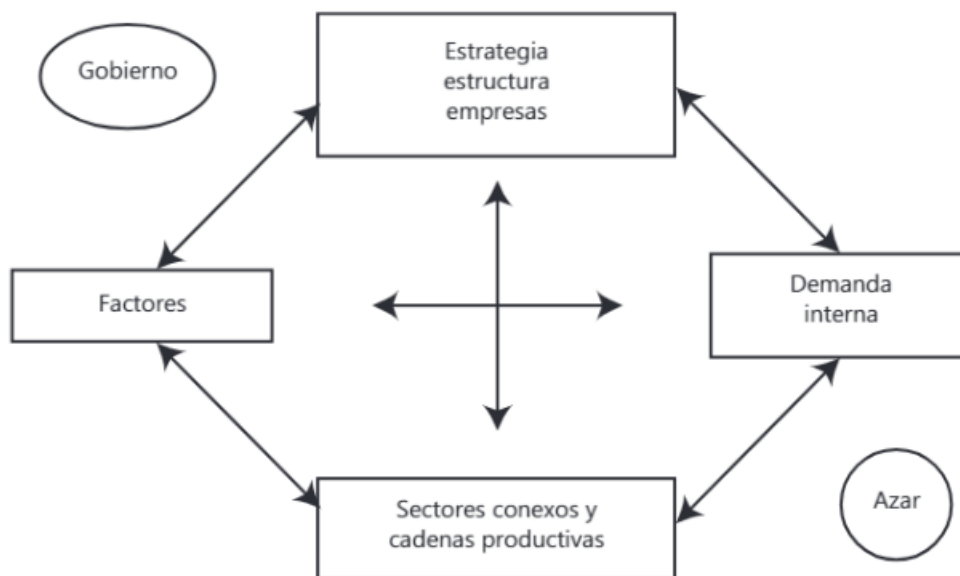 Gobierno
Estrategia
estructura
empresas
Factores
Demanda
interna
Sectores conexos y
cadenas productivas
Azar